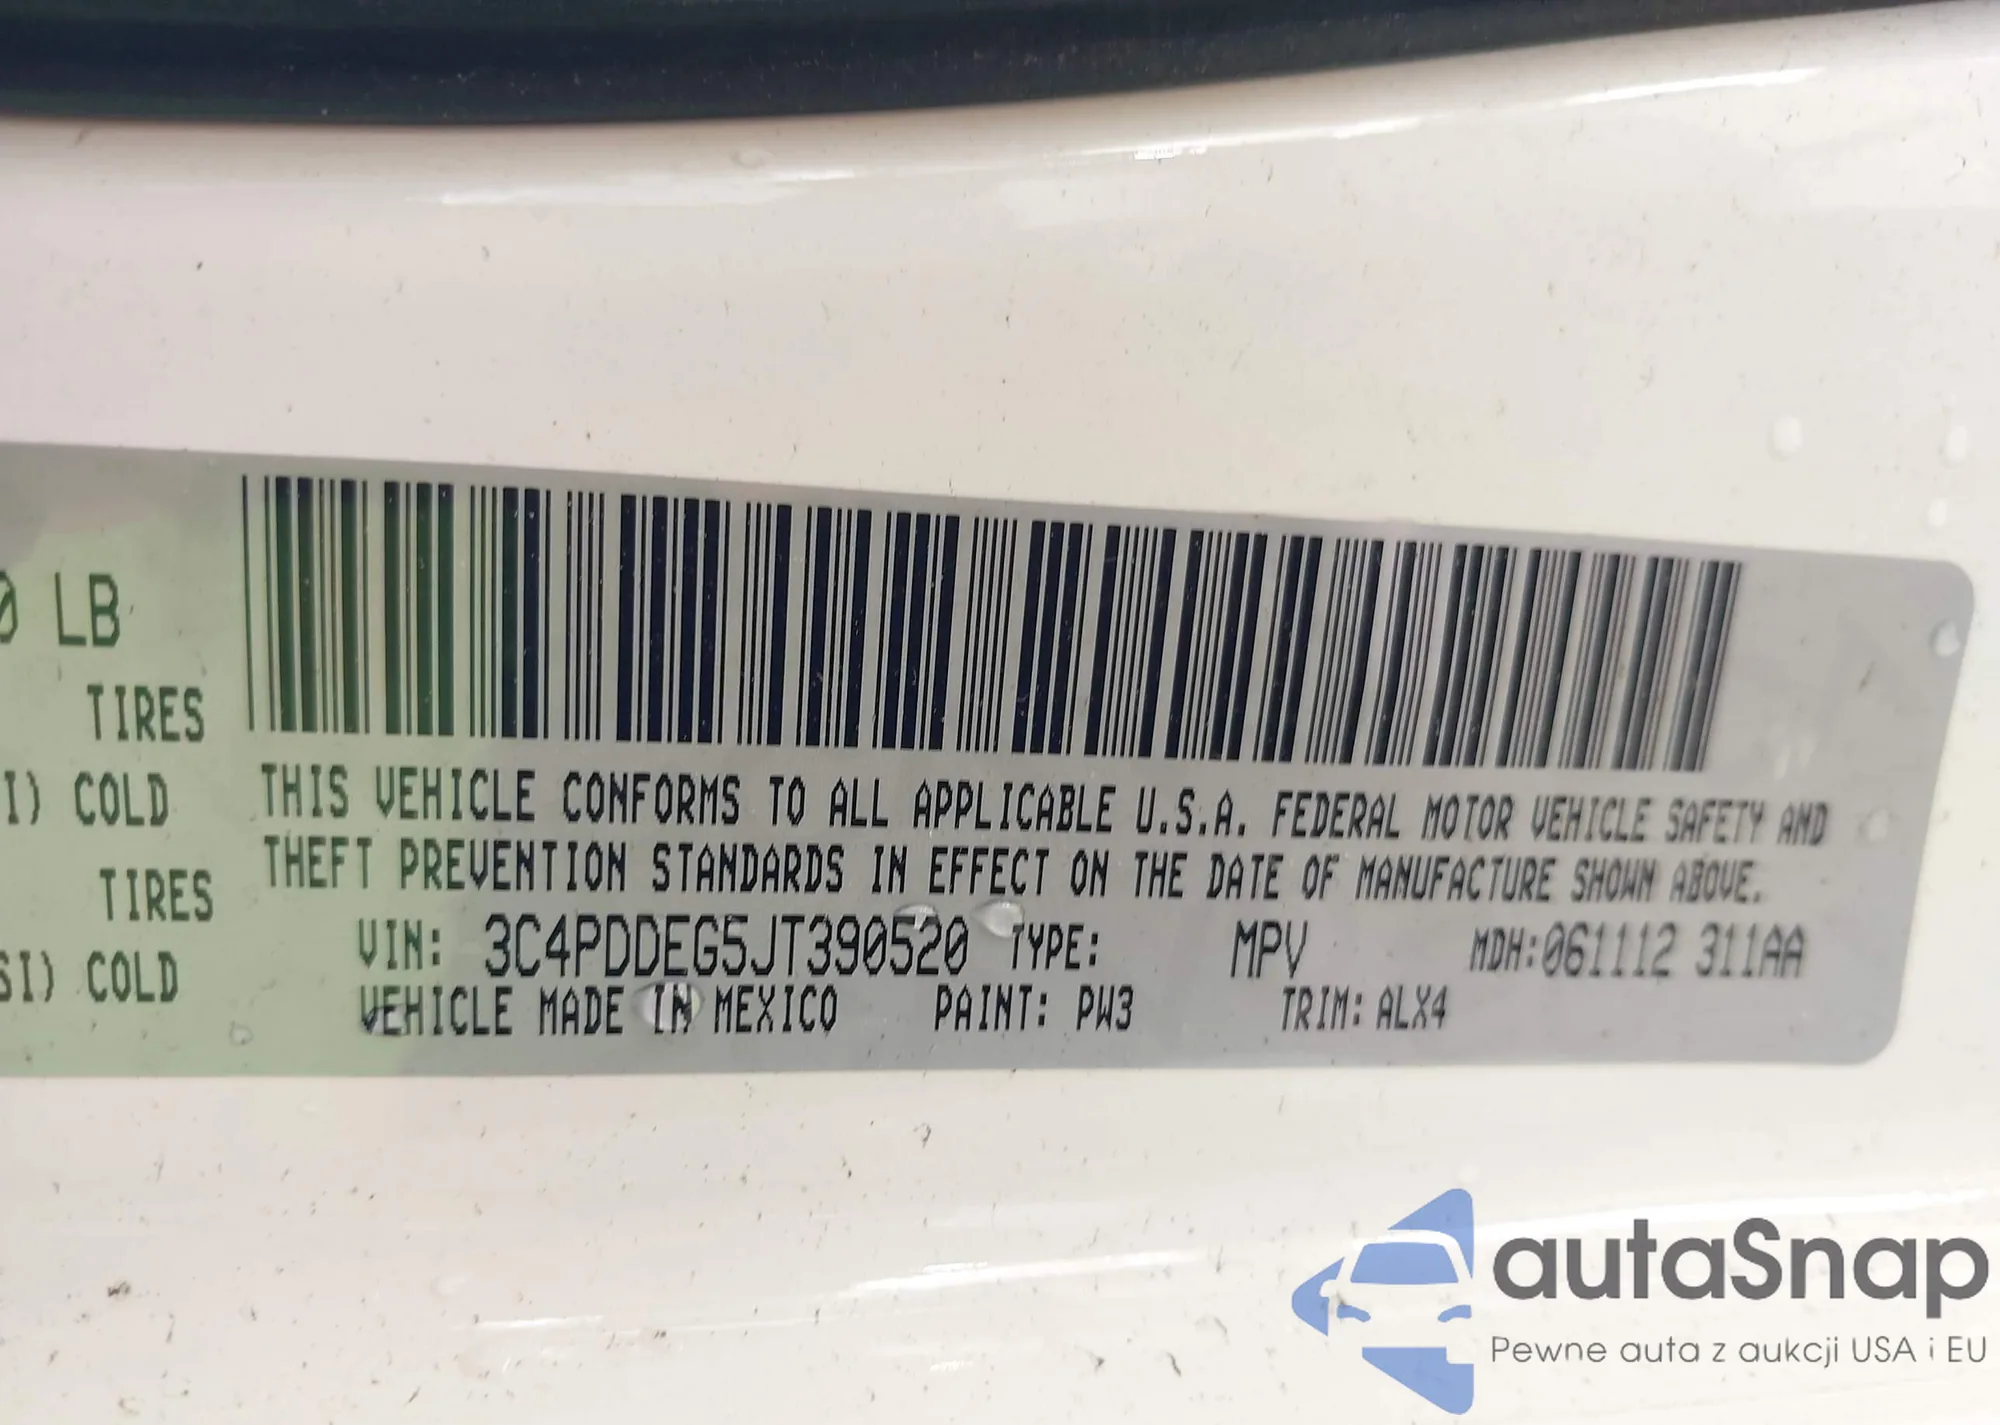 0 LB
TIRES
I) COLD
TIRES
SI) COLD
THIS VEHICLE CONFORMS TO ALL APPLICABLE U.S.A. FEDERAL MOTOR VEHICLE SAFETY AND
THEFT PREVENTION STANDARDS IN EFFECT ON THE DATE OF MANUFACTURE SHOWN ABOVE.
VIN: 3C4PDDEG5JT390520 TYPE: MPV MDH:061112 311AA
VEHICLE MADE IN MEXICO PAINT: PW3 TRIM: ALX4
autaSnap
Pewne auta z aukcji USA i EU